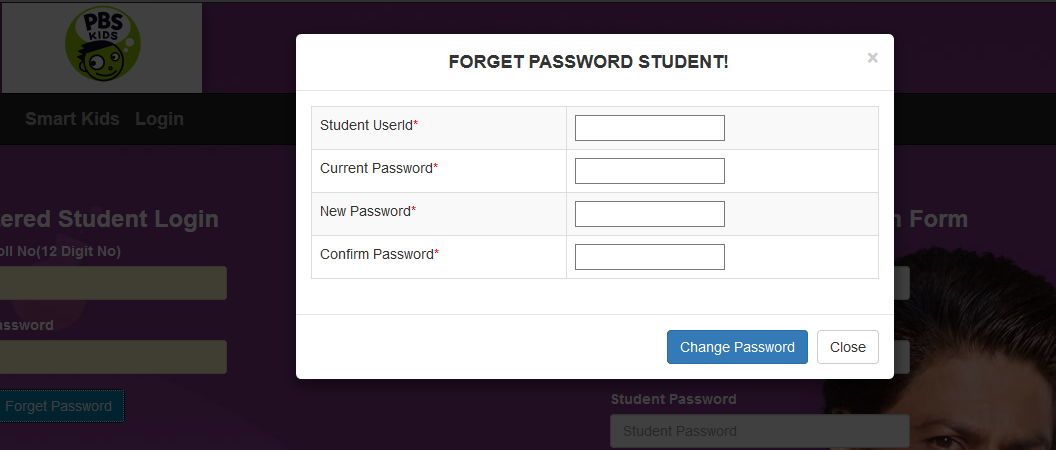 PBS
KIDS
FORGET PASSWORD STUDENT!
×
Smart Kids Login
Student UserId*
Current Password*
New Password*
Confirm Password*
ered Student Login
oll No(12 Digit No)
assword
Forget Password
n Form
Change Password
Close
Student Password
Student Password